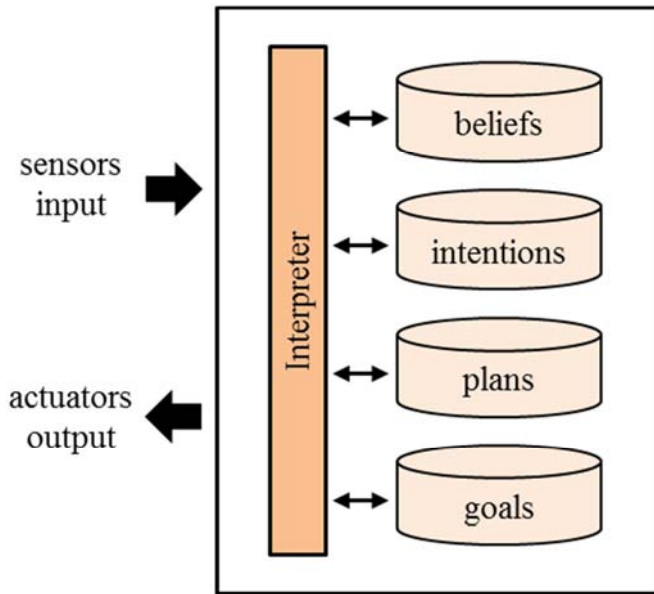 sensors
input
actuators
output
Interpreter
beliefs
intentions
plans
goals